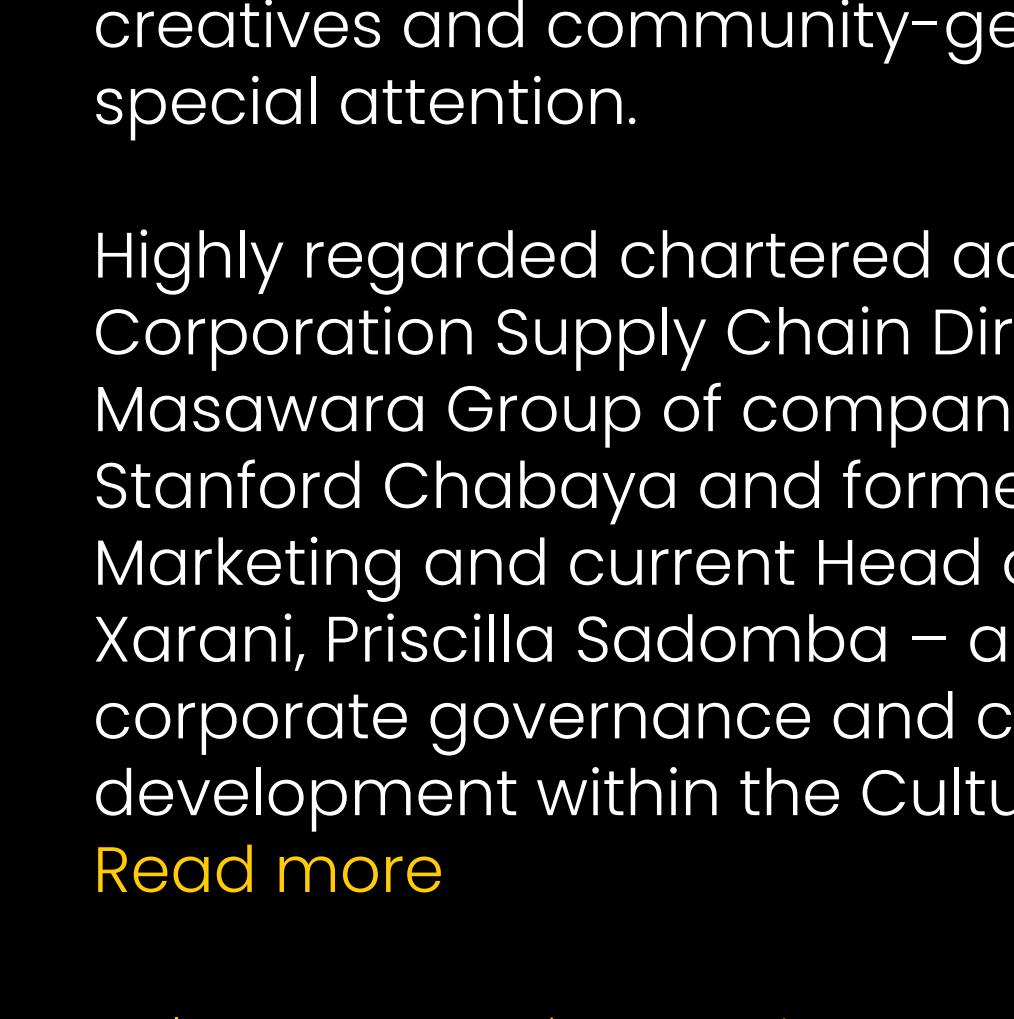 creatives and community-ge
special attention.
Highly regarded chartered
Corporation Supply Chain Dir
Masawara Group of compan
Stanford Chabaya and forme
Marketing and current Head
Xarani, Priscilla Sadomba – a
corporate governance and c
development within the Cultu
Read more